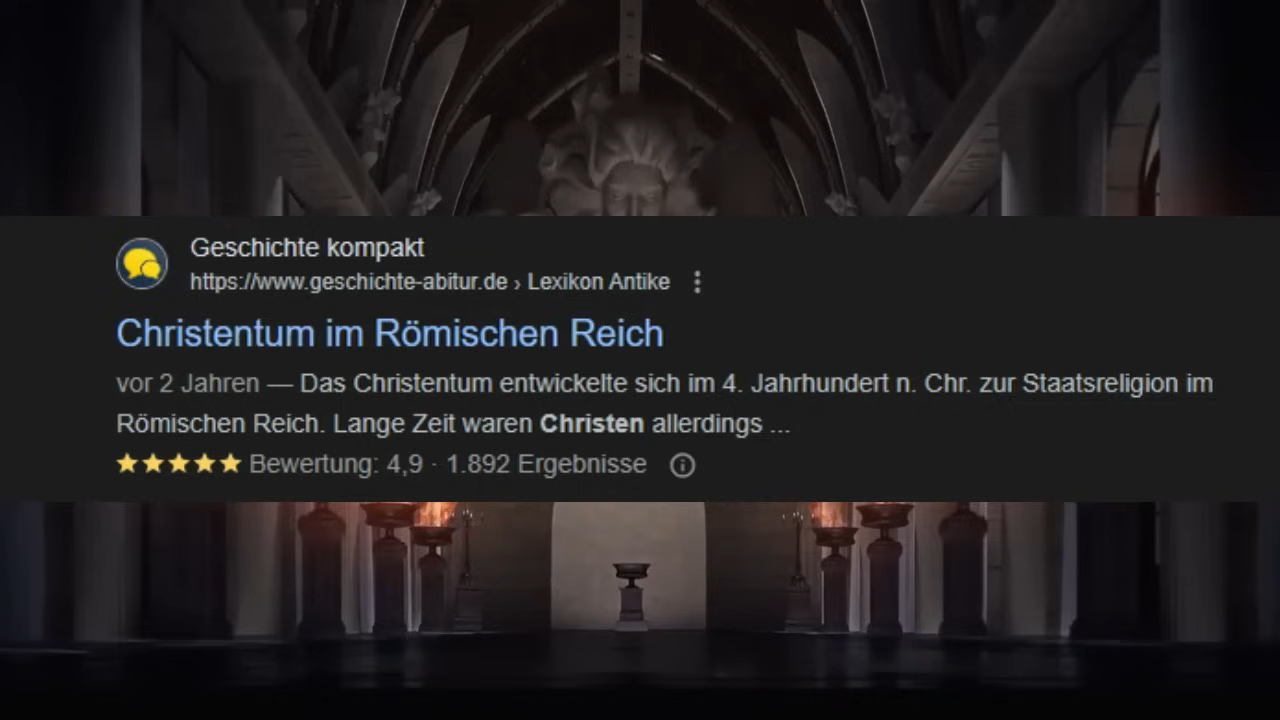 Geschichte kompakt
https://www.geschichte-abitur.de › Lexikon Antike
Christentum im Römischen Reich
vor 2 Jahren — Das Christentum entwickelte sich im 4. Jahrhundert n. Chr. zur Staatsreligion im
Römischen Reich. Lange Zeit waren Christen allerdings ...
Bewertung: 4,9 · 1.892 Ergebnisse